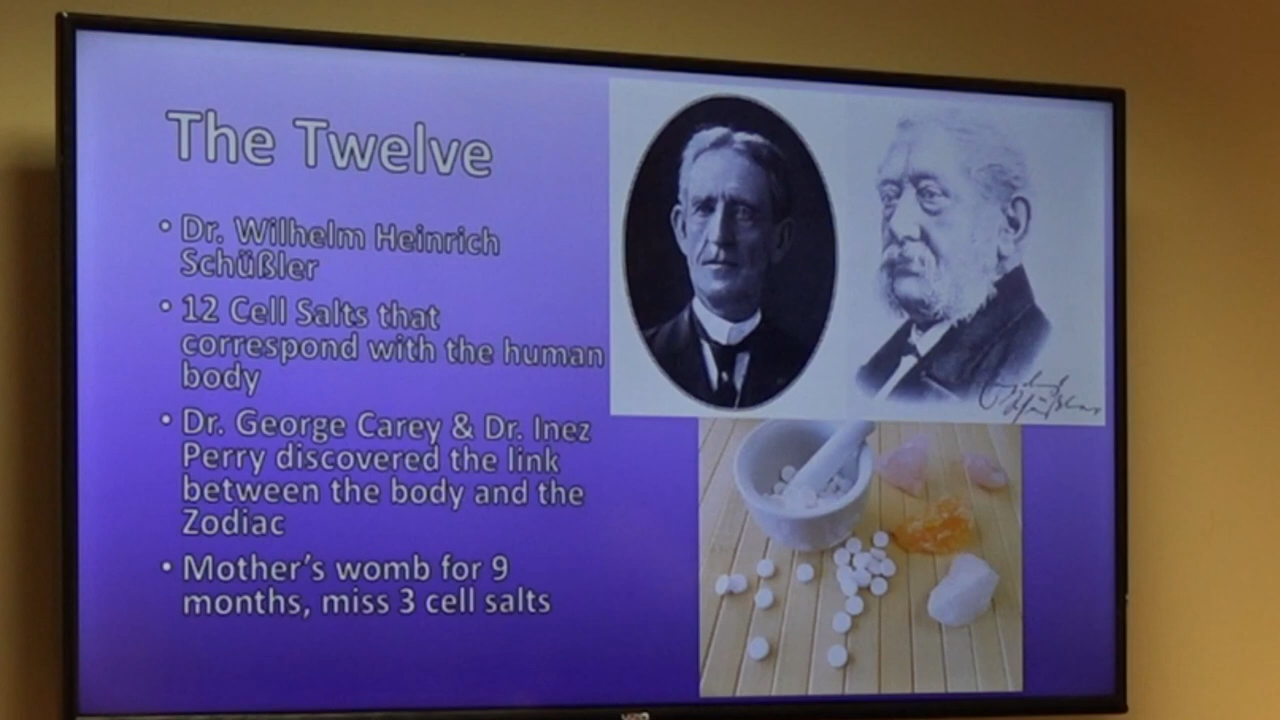 The Twelve
• Dr. Wilhelm Heinrich
Schüßler
• 12 Cell Salts that
correspond with the human
body
• Dr. George Carey & Dr. Inez
Perry discovered the link
between the body and the
Zodiac
• Mother's womb for 9
months, miss 3 cell salts
VIZIO